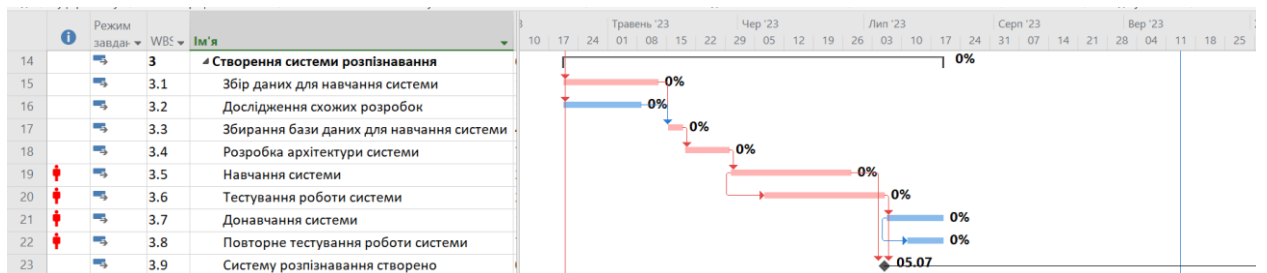 Травень '23 Чер '23 Лип '23 Серп '23 Вер '23
Режим
завдан WBS Ім'я 10 17 24 01 08 15 22 29 05 12 19 26 03 10 17 24 31 07 14 21 28 04 11 18 25
14 3 Створення системи розпізнавання 0%
15 3.1 Збір даних для навчання системи 0%
16 3.2 Дослідження схожих розробок 0%
17 3.3 Збирання бази даних для навчання системи 0%
18 3.4 Розробка архітектури системи 0%
19 3.5 Навчання системи 0%
20 3.6 Тестування роботи системи 0%
21 3.7 Донавчання системи 0%
22 3.8 Повторне тестування роботи системи 0%
23 3.9 Систему розпізнавання створено 05.07